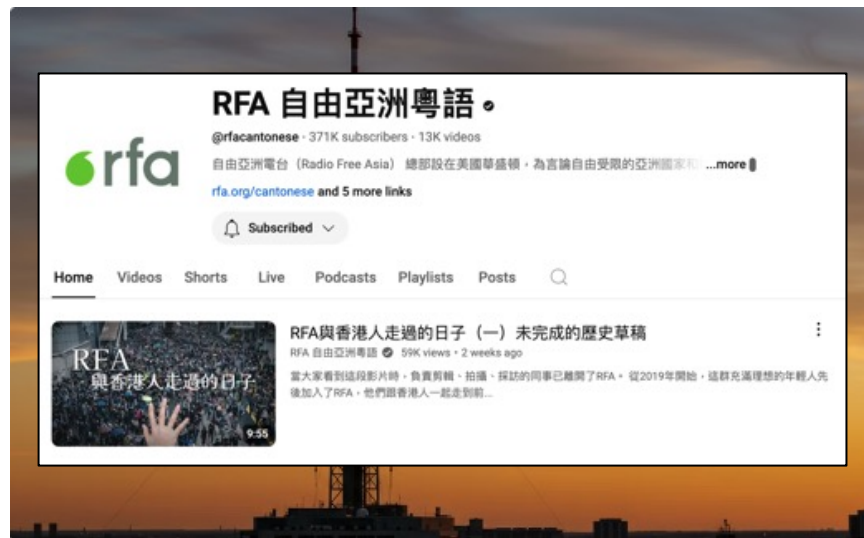 RFA 自由亞洲粵語
@rfacantonese · 371K subscribers · 13K videos
rfa
自由亞洲電台（Radio Free Asia） 總部設在美國華盛頓，為言論自由受限的亞洲國家和 ...more
rfa.org/cantonese and 5 more links
Subscribed
Home Videos Shorts Live Podcasts Playlists Posts
RFA
與香港人走過的日子
9:55
RFA與香港人走過的日子（一）未完成的歷史草稿
RFA 自由亞洲粵語 59K views · 2 weeks ago
當大家看到這段影片時，負責剪輯、拍攝、採訪的同事已離開了RFA。 從2019年開始，這群充滿理想的年輕人先
後加入了RFA，他們跟香港人一起走到前...